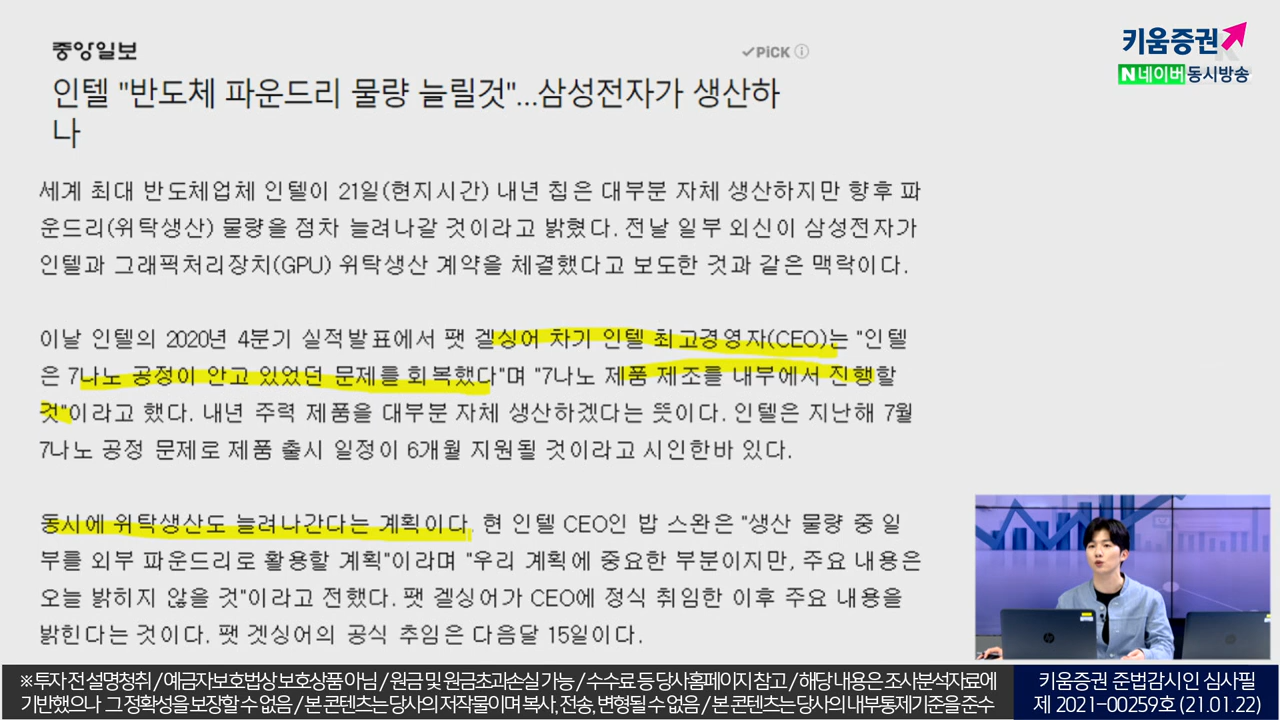 중앙일보
✓PiCK ⓘ
키움증권
N 네이버 동시방송
인텔 "반도체 파운드리 물량 늘릴것"...삼성전자가 생산하
나
세계 최대 반도체업체 인텔이 21일(현지시간) 내년 칩은 대부분 자체 생산하지만 향후 파
운드리(위탁생산) 물량을 점차 늘려나갈 것이라고 밝혔다. 전날 일부 외신이 삼성전자가
인텔과 그래픽처리장치(GPU) 위탁생산 계약을 체결했다고 보도한 것과 같은 맥락이다.
이날 인텔의 2020년 4분기 실적발표에서 팻 겔싱어 차기 인텔 최고경영자(CEO)는 "인텔
은 7나노 공정이 안고 있었던 문제를 회복했다"며 "7나노 제품 제조를 내부에서 진행할
것"이라고 했다. 내년 주력 제품을 대부분 자체 생산하겠다는 뜻이다. 인텔은 지난해 7월
7나노 공정 문제로 제품 출시 일정이 6개월 지원될 것이라고 시인한바 있다.
동시에 위탁생산도 늘려나간다는 계획이다. 현 인텔 CEO인 밥 스완은 "생산 물량 중 일
부를 외부 파운드리로 활용할 계획"이라며 "우리 계획에 중요한 부분이지만, 주요 내용은
오늘 밝히지 않을 것"이라고 전했다. 팻 겔싱어가 CEO에 정식 취임한 이후 주요 내용을
밝힌다는 것이다. 팻 겟싱어의 공식 추임은 다음달 15일이다.
※ 투자 전 설명청취 / 예금자보호법상 보호상품 아님 / 원금 및 원금초과손실 가능 / 수수료 등 당사홈페이지 참고 / 해당 내용은 조사분석자료에
기반했으나 그 정확성을 보장할 수 없음 / 본 콘텐츠는 당사의 저작물이며 복사, 전송, 변형될 수 없음 / 본 콘텐츠는 당사의 내부통제기준을 준수
키움증권 준법감시인 심사필
제 2021-00259호 (21.01.22)